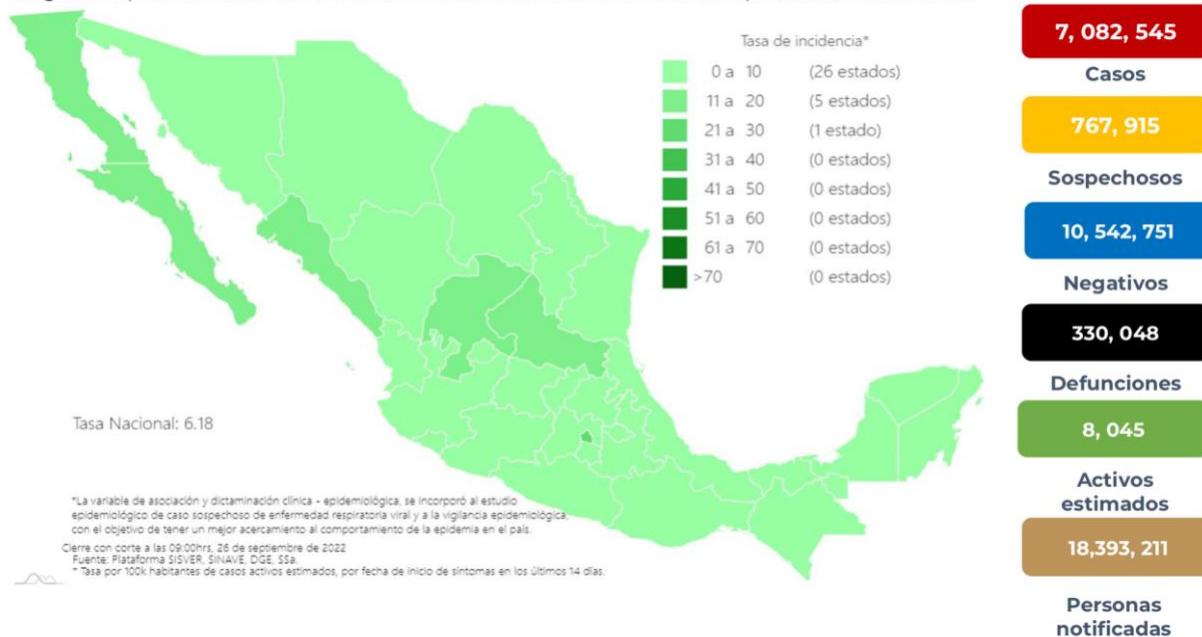 Tasa de incidencia*
0 a 10 (26 estados)
11 a 20 (5 estados)
21 a 30 (1 estado)
31 a 40 (0 estados)
41 a 50 (0 estados)
51 a 60 (0 estados)
61 a 70 (0 estados)
>70 (0 estados)
Tasa Nacional: 6.18
*La variable de asociación y dictaminación clínica - epidemiológica, se incorporó al estudio
epidemiológico de caso sospechoso de enfermedad respiratoria viral y a la vigilancia epidemiológica,
con el objetivo de tener un mejor acercamiento al comportamiento de la epidemia en el país.
Cierre con corte a las 09:00hrs, 26 de septiembre de 2022
Fuente: Plataforma SISVER, SINAVE, DGE, SSa.
* Tasa por 100k habitantes de casos activos estimados, por fecha de inicio de síntomas en los últimos 14 días.
7, 082, 545
Casos
767, 915
Sospechosos
10, 542, 751
Negativos
330, 048
Defunciones
8, 045
Activos
estimados
18,393, 211
Personas
notificadas